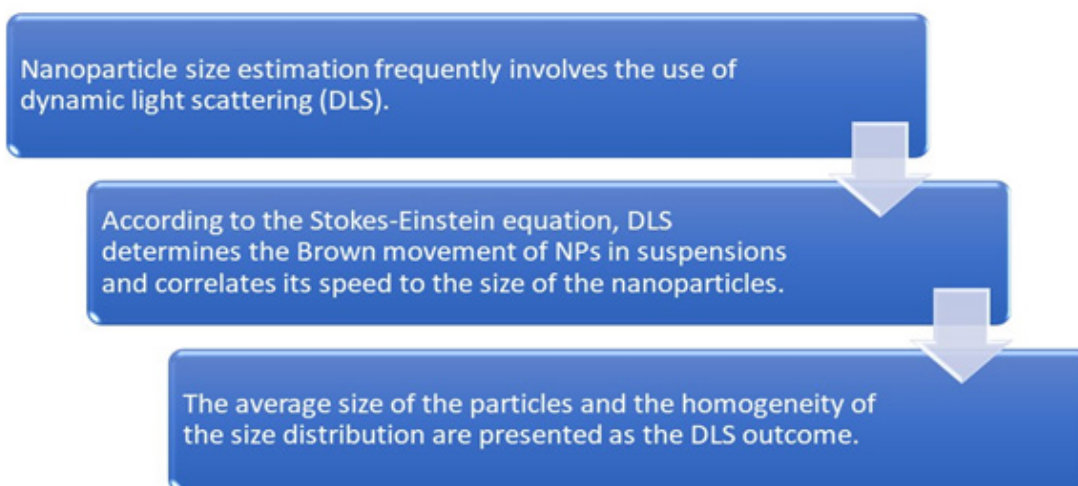 Nanoparticle size estimation frequently involves the use of
dynamic light scattering (DLS).
According to the Stokes-Einstein equation, DLS
determines the Brown movement of NPs in suspensions
and correlates its speed to the size of the nanoparticles.
The average size of the particles and the homogeneity of
the size distribution are presented as the DLS outcome.